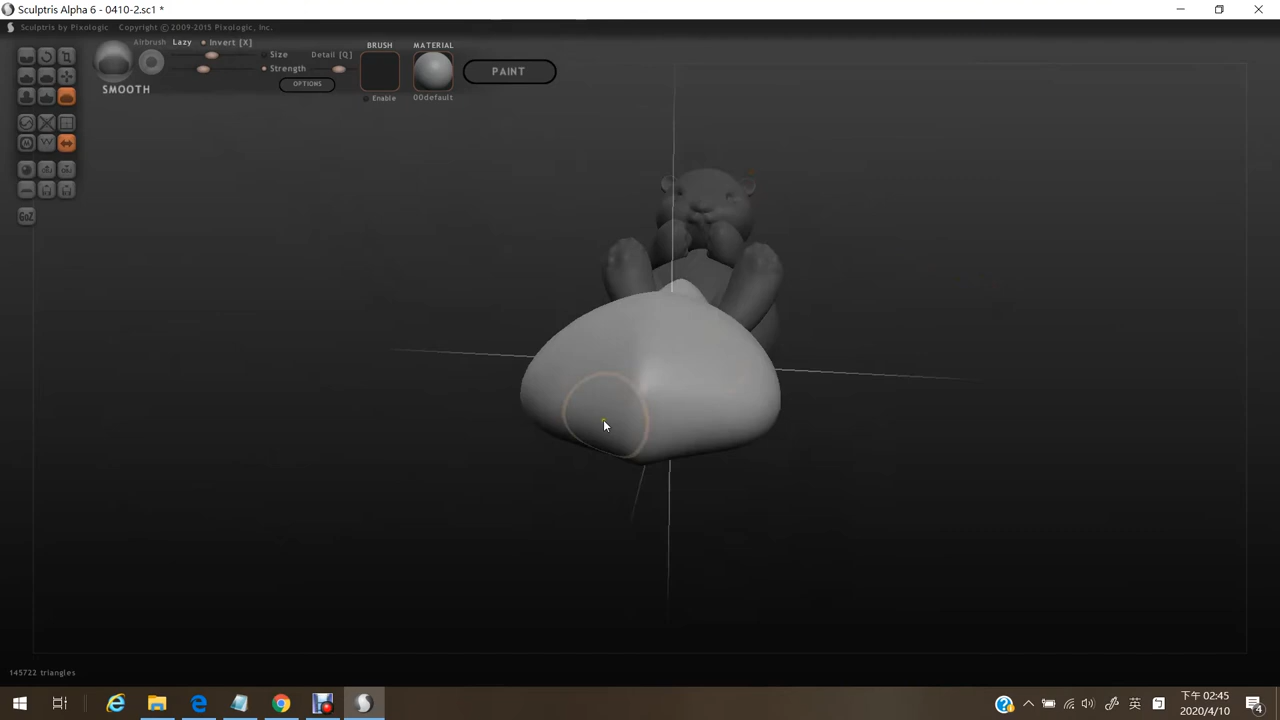 Sculptris Alpha 6 - 0410-2.sc1 *
Sculptris by Pixologic   Copyright ©2009-2015 Pixologic, Inc.
Airbrush Lazy Invert [X]
Size Detail [Q]
Strength
OPTIONS
SMOOTH
BRUSH
Enable
MATERIAL
00default
PAINT
GoZ
145722 triangles
英
下午 02:45
2020/4/10
4